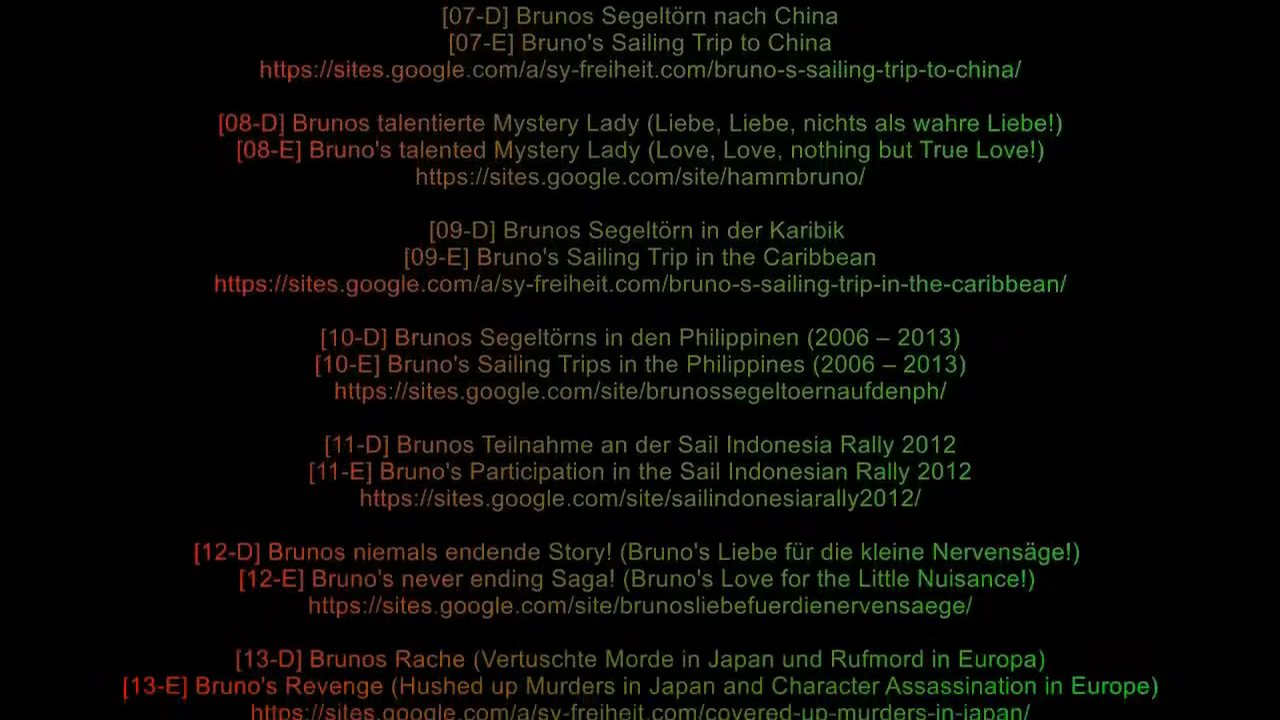 [07-D] Brunos Segeltörn nach China
[07-E] Bruno's Sailing Trip to China
https://sites.google.com/a/sy-freiheit.com/bruno-s-sailing-trip-to-china/
[08-D] Brunos talentierte Mystery Lady (Liebe, Liebe, nichts als wahre Liebe!)
[08-E] Bruno's talented Mystery Lady (Love, Love, nothing but True Love!)
https://sites.google.com/site/hammbruno/
[09-D] Brunos Segeltörn in der Karibik
[09-E] Bruno's Sailing Trip in the Caribbean
https://sites.google.com/a/sy-freiheit.com/bruno-s-sailing-trip-in-the-caribbean/
[10-D] Brunos Segeltörns in den Philippinen (2006 – 2013)
[10-E] Bruno's Sailing Trips in the Philippines (2006 – 2013)
https://sites.google.com/site/brunossegeltoernaufdenph/
[11-D] Brunos Teilnahme an der Sail Indonesia Rally 2012
[11-E] Bruno's Participation in the Sail Indonesian Rally 2012
https://sites.google.com/site/sailindonesiarally2012/
[12-D] Brunos niemals endende Story! (Bruno's Liebe für die kleine Nervensäge!)
[12-E] Bruno's never ending Saga! (Bruno's Love for the Little Nuisance!)
https://sites.google.com/site/brunosliebefuerdienervensaege/
[13-D] Brunos Rache (Vertuschte Morde in Japan und Rufmord in Europa)
[13-E] Bruno's Revenge (Hushed up Murders in Japan and Character Assassination in Europe)
https://sites.google.com/a/sy-freiheit.com/covered-up-murders-in-japan/